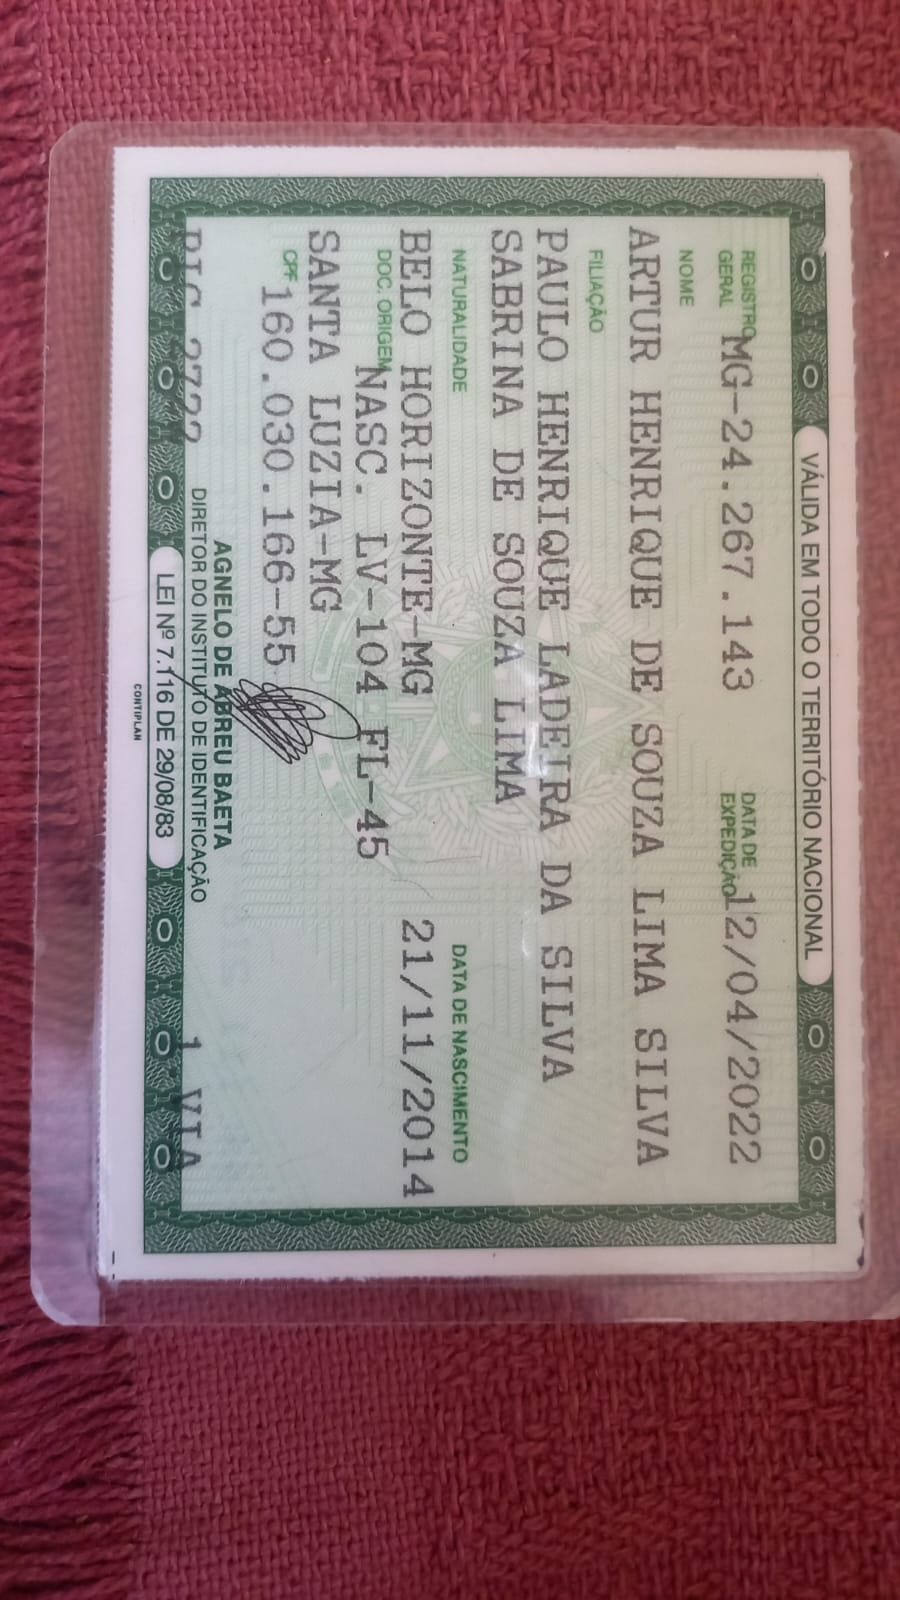 VÁLIDA EM TODO O TERRITÓRIO NACIONAL
REGISTRO GERAL MG-24.267.143 DATA DE EXPEDIÇÃO 12/04/2022
NOME
ARTUR HENRIQUE DE SOUZA LIMA SILVA
FILIAÇÃO
PAULO HENRIQUE LADEIRA DA SILVA
SABRINA DE SOUZA LIMA
NATURALIDADE DATA DE NASCIMENTO
BELO HORIZONTE-MG 21/11/2014
DOC. ORIGEM NASC. LV-104 FL-45
SANTA LUZIA-MG
CPF 160.030.166-55
AGNELO DE ABREU BAETA
DIRETOR DO INSTITUTO DE IDENTIFICAÇÃO
1 VIA
LEI Nº 7.116 DE 29/08/83
CONTIPLAN